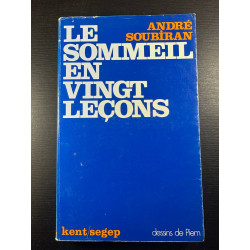 ANDRÉ
SOUBIRAN
LE
SOMMEIL
EN
VINGT
LEÇONS
kent/segep
dessins de Piem